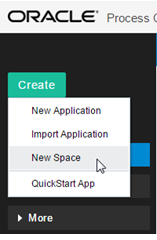 ORACLE Process
Create
New Application
Import Application
New Space
QuickStart App
More